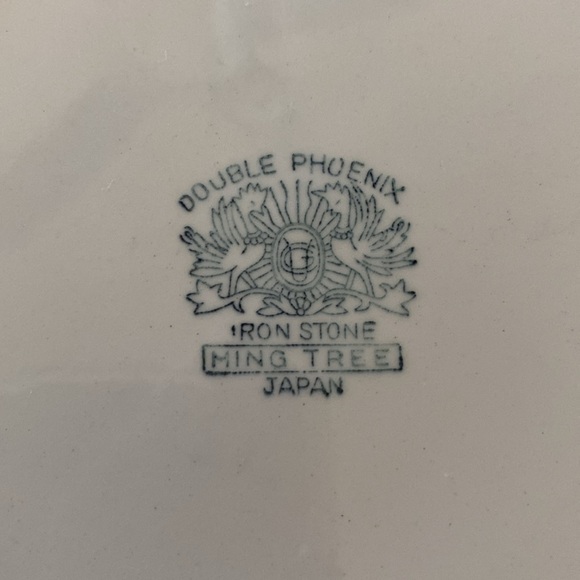 DOUBLE PHOENIX
IRON STONE
MING TREE
JAPAN